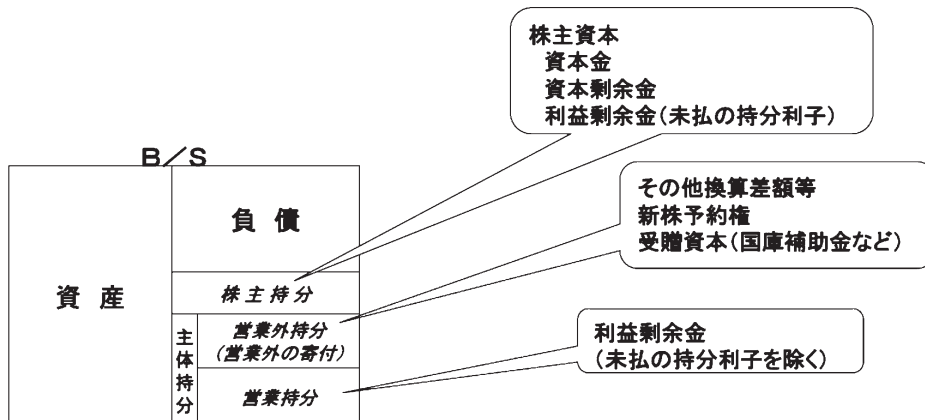 株主資本
資本金
資本剰余金
利益剰余金(未払の持分利子)
B/S
その他換算差額等
新株予約権
受贈資本(国庫補助金など)
負 債
資 産
株主持分
主体持分
営業外持分
(営業外の寄付)
営業持分
利益剰余金
(未払の持分利子を除く)